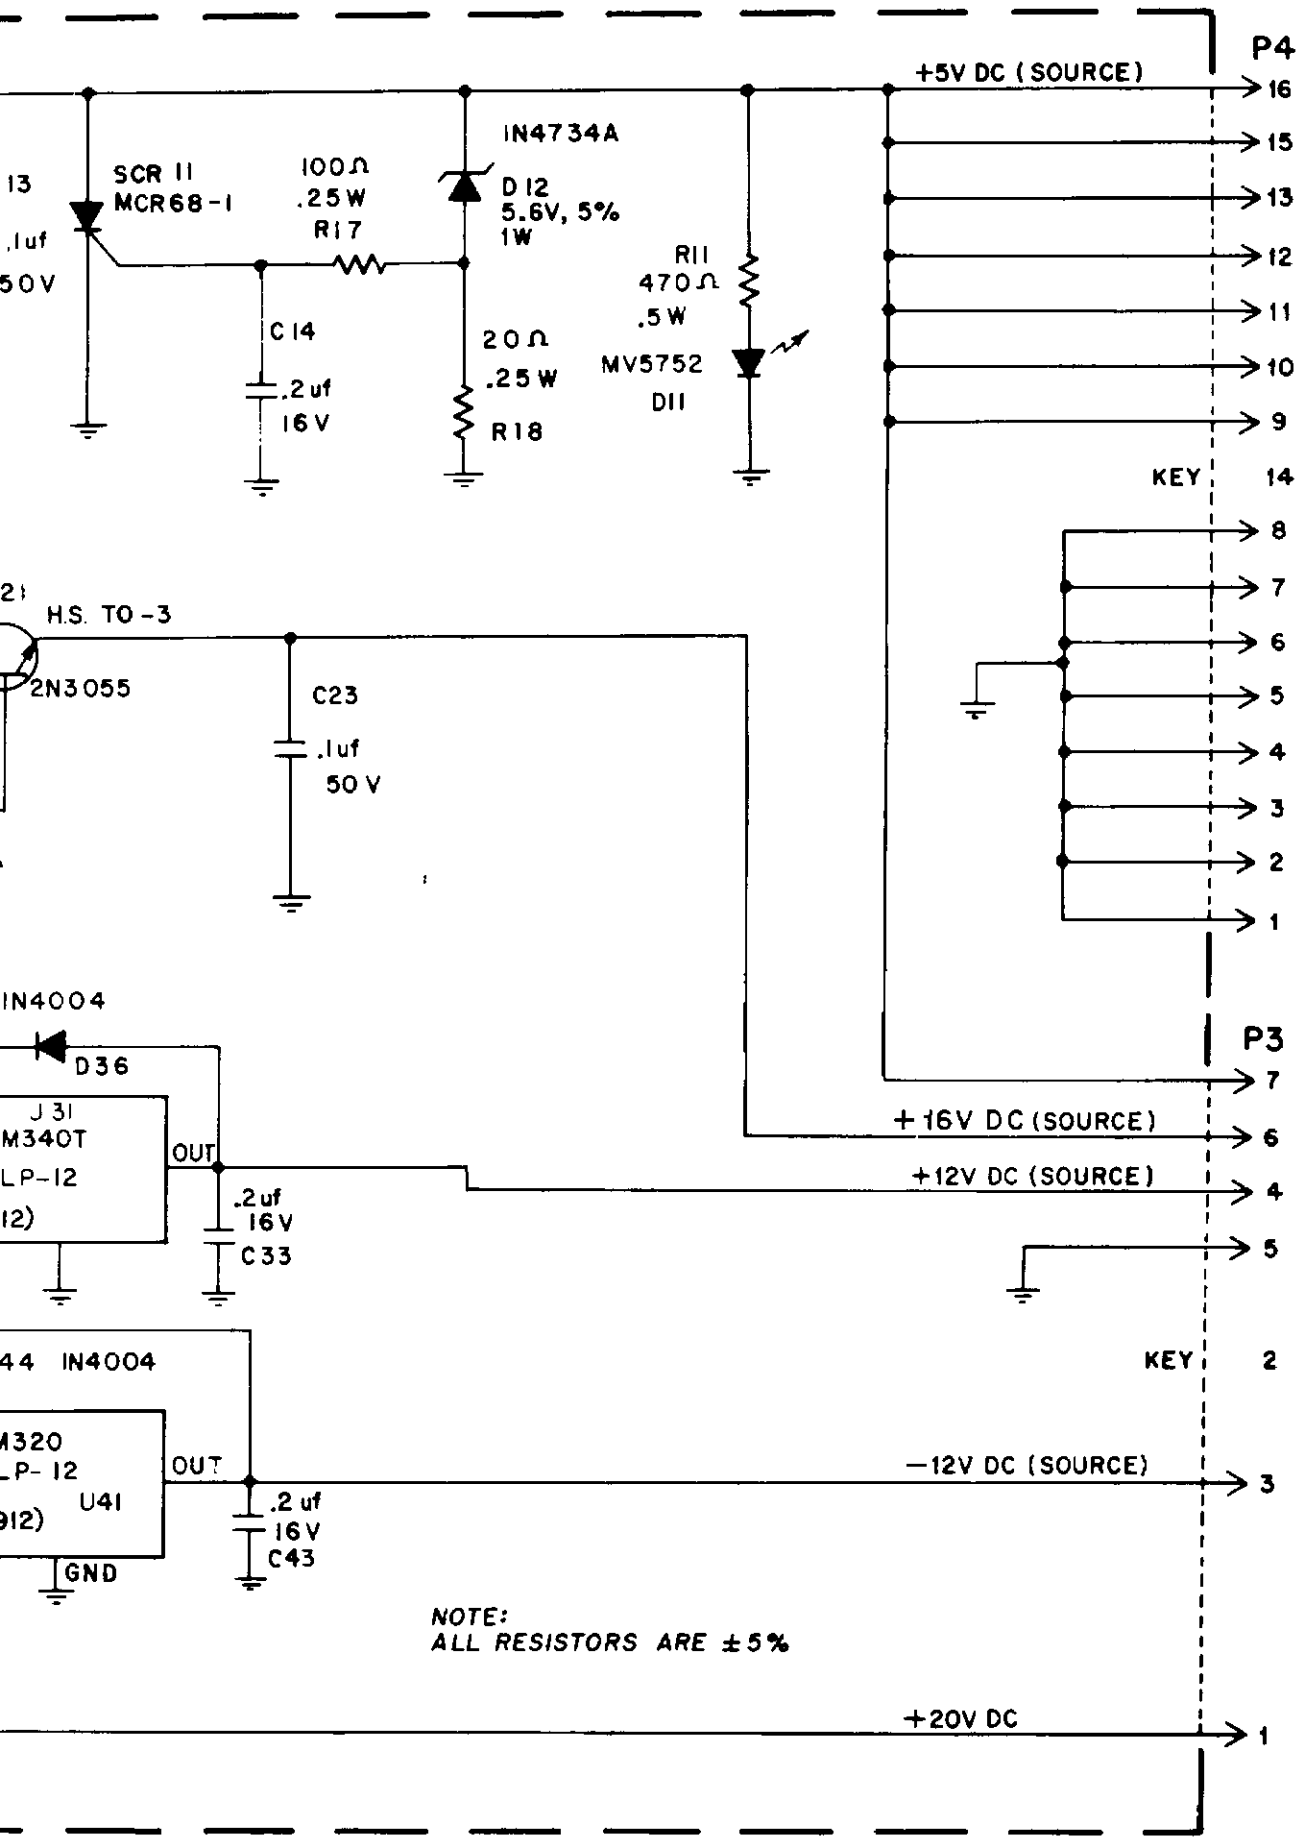 P4
+5V DC (SOURCE)
16
IN4734A
15
13
SCR 11
MCR68-1
100Ω
.25W
R17
D12
5.6V, 5%
1W
13
.1uf
50V
R11
470Ω
.5W
12
11
C14
20Ω
.25W
MV5752
D11
10
.2uf
16V
R18
9
KEY 14
8
21
H.S. TO-3
7
6
2N3055
C23
5
.1uf
50V
4
3
2
1
IN4004
D36
P3
7
J31
M340T
LP-12
12)
OUT
+16V DC (SOURCE)
6
+12V DC (SOURCE)
4
.2uf
16V
C33
5
44 IN4004
KEY 2
M320
LP-12
U41
912)
OUT
-12V DC (SOURCE)
3
.2uf
16V
C43
GND
NOTE:
ALL RESISTORS ARE ±5%
+20V DC
1